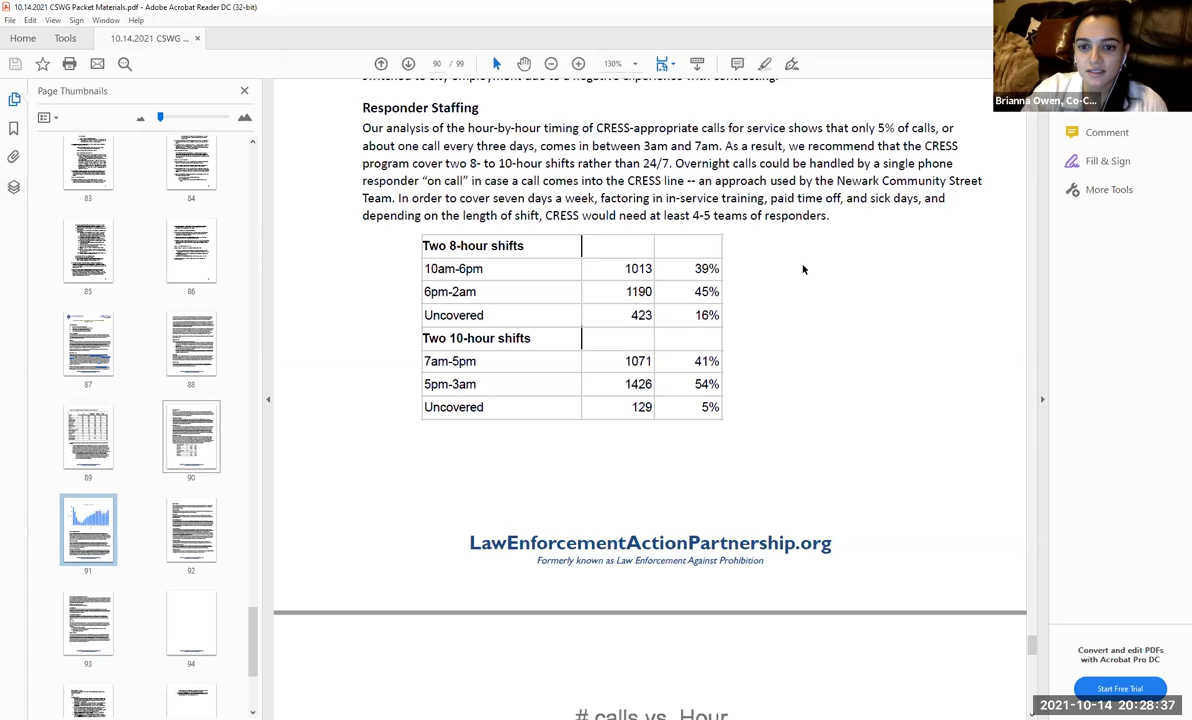 10.14.2021 CSWG Packet Materials.pdf - Adobe Acrobat Reader DC (32-bit)
File Edit View Sign Window Help
Home Tools 10.14.2021 CSWG ... ×
90 / 99 130%
Page Thumbnails
83 84
85 86
87 88
89 90
91 92
93 94
Responder Staffing
Our analysis of the hour-by-hour timing of CRESS-appropriate calls for service shows that only 5% of calls, or
about one call every three days, comes in between 3am and 7am. As a result, we recommend that the CRESS
program cover two 8- to 10-hour shifts rather than 24/7. Overnight calls could be handled by a single phone
responder “on call” in case a call comes into the CRESS line -- an approach used by the Newark Community Street
Team. In order to cover seven days a week, factoring in in-service training, paid time off, and sick days, and
depending on the length of shift, CRESS would need at least 4-5 teams of responders.
Two 8-hour shifts
10am-6pm 1013 39%
6pm-2am 1190 45%
Uncovered 423 16%
Two 10-hour shifts
7am-5pm 1071 41%
5pm-3am 1426 54%
Uncovered 129 5%
LawEnforcementActionPartnership.org
Formerly known as Law Enforcement Against Prohibition
# calls vs. Hour
Brianna Owen, Co-C...
Comment
Fill & Sign
More Tools
Convert and edit PDFs
with Acrobat Pro DC
Start Free Trial
2021-10-14 20:28:37